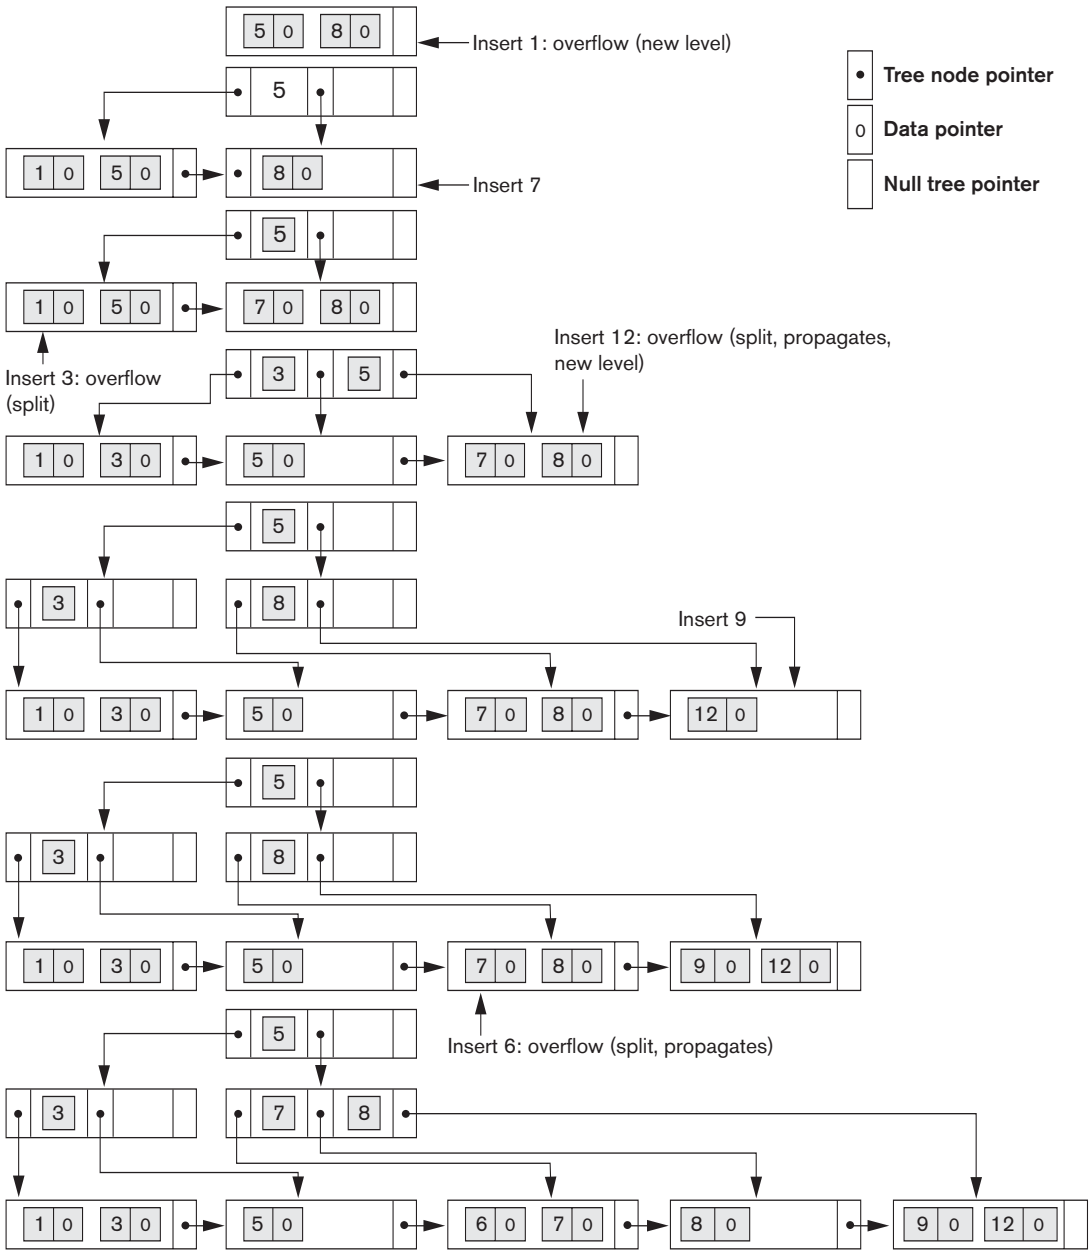 5 0 8 0
Insert 1: overflow (new level)
5
Tree node pointer
0 Data pointer
Null tree pointer
1 0 5 0 8 0
Insert 7
5
1 0 5 0 7 0 8 0
Insert 3: overflow
(split)
Insert 12: overflow (split, propagates,
new level)
3 5
1 0 3 0 5 0 7 0 8 0
5
3 8
Insert 9
1 0 3 0 5 0 7 0 8 0 12 0
5
3 8
1 0 3 0 5 0 7 0 8 0 9 0 12 0
Insert 6: overflow (split, propagates)
5
3 7 8
1 0 3 0 5 0 6 0 7 0 8 0 9 0 12 0